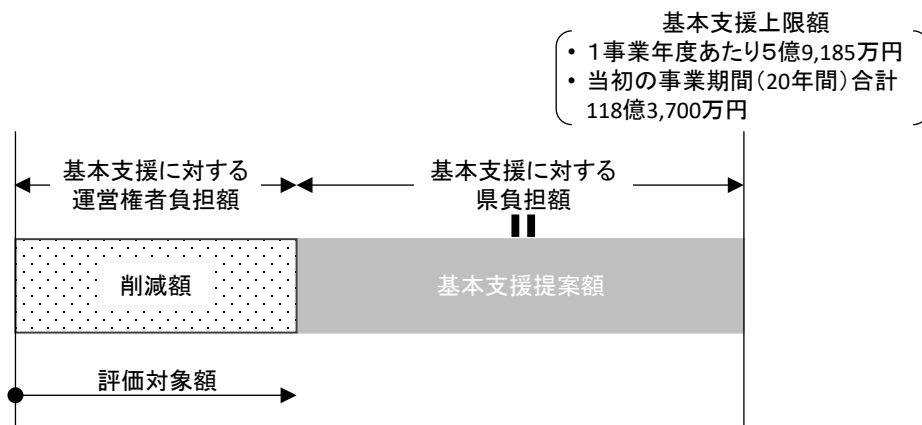 基本支援上限額
・ 1事業年度あたり5億9,185万円
・ 当初の事業期間(20年間)合計
118億3,700万円
基本支援に対する
運営権者負担額
基本支援に対する
県負担額
削減額
基本支援提案額
評価対象額